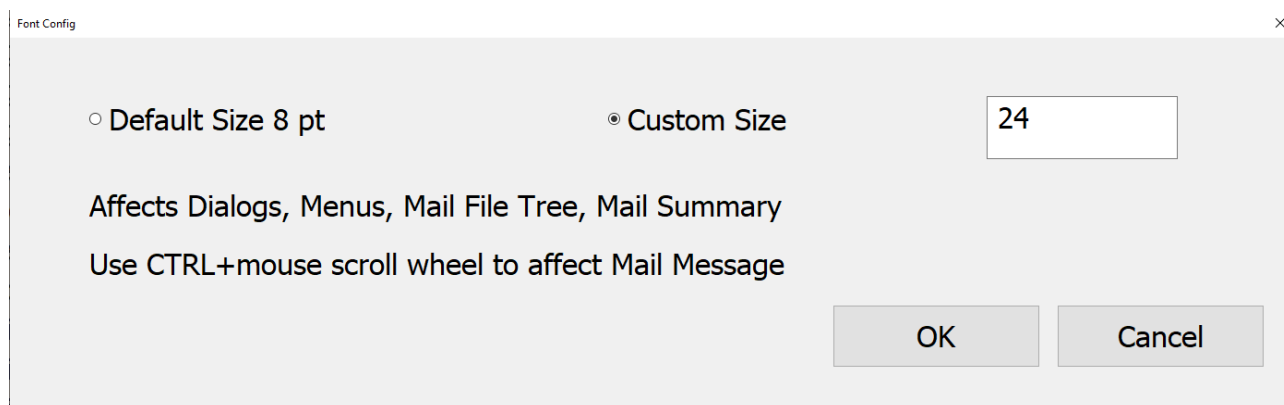 Font Config
Default Size 8 pt Custom Size 24
Affects Dialogs, Menus, Mail File Tree, Mail Summary
Use CTRL+mouse scroll wheel to affect Mail Message
OK Cancel